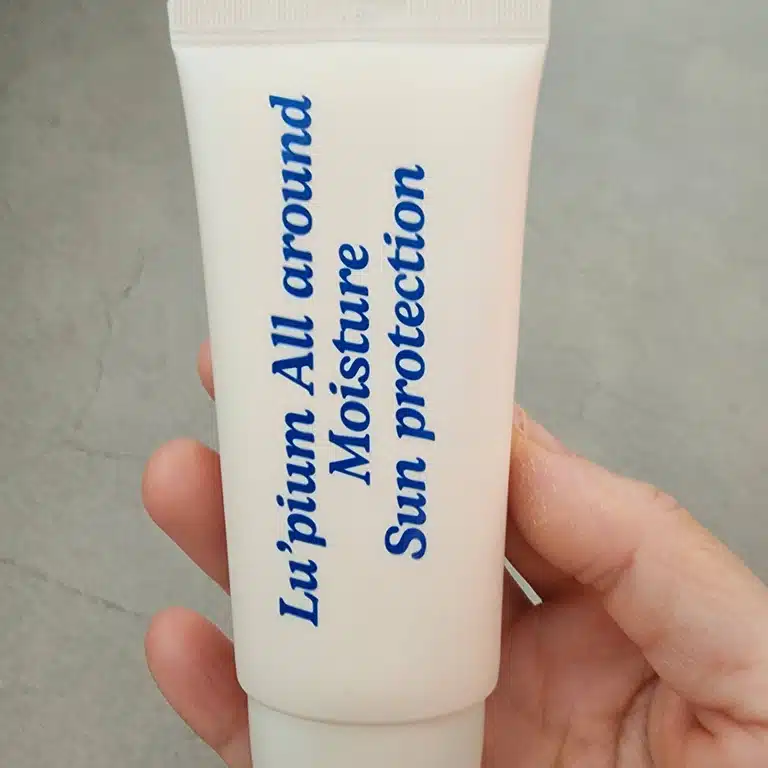 Lu'pium All around
Moisture
Sun protection